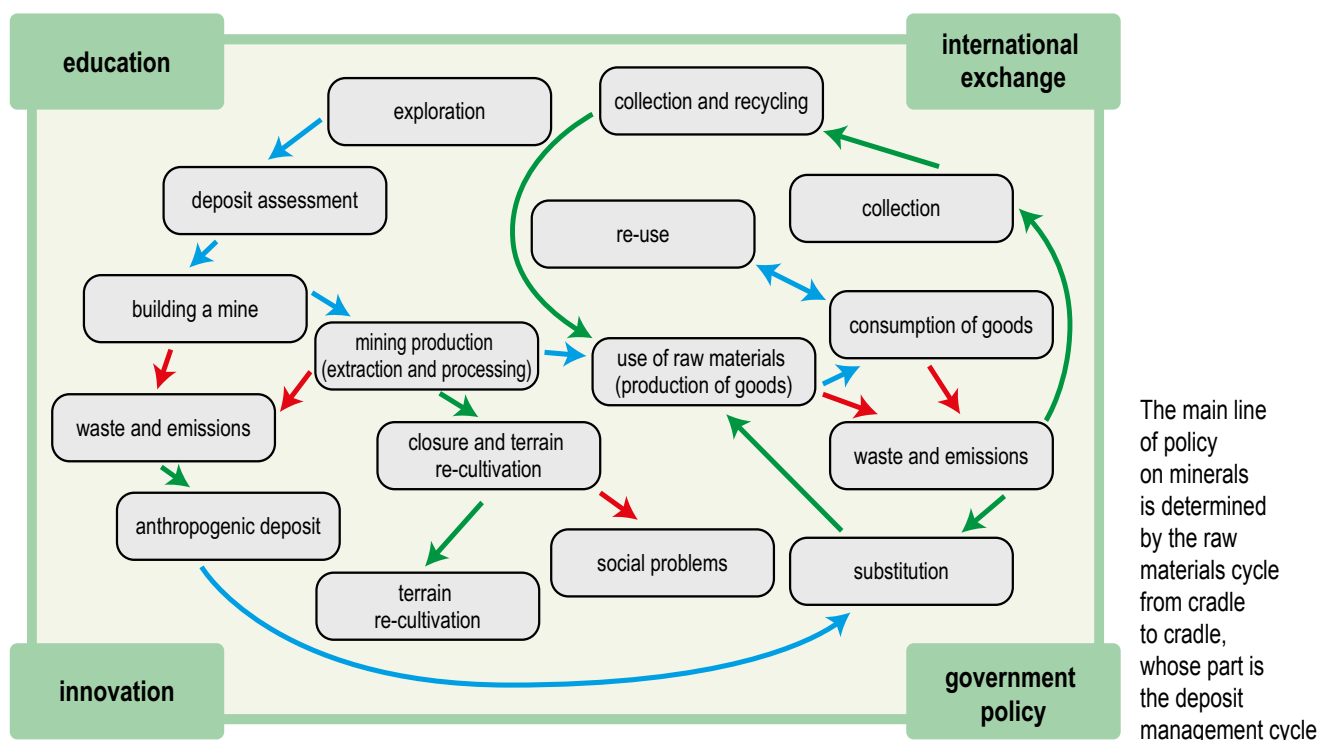 education
international
exchange
exploration
collection and recycling
deposit assessment
collection
re-use
building a mine
consumption of goods
mining production
(extraction and processing)
use of raw materials
(production of goods)
waste and emissions
closure and terrain
re-cultivation
waste and emissions
anthropogenic deposit
social problems
substitution
terrain
re-cultivation
innovation
government
policy
The main line
of policy
on minerals
is determined
by the raw
materials cycle
from cradle
to cradle,
whose part is
the deposit
management cycle